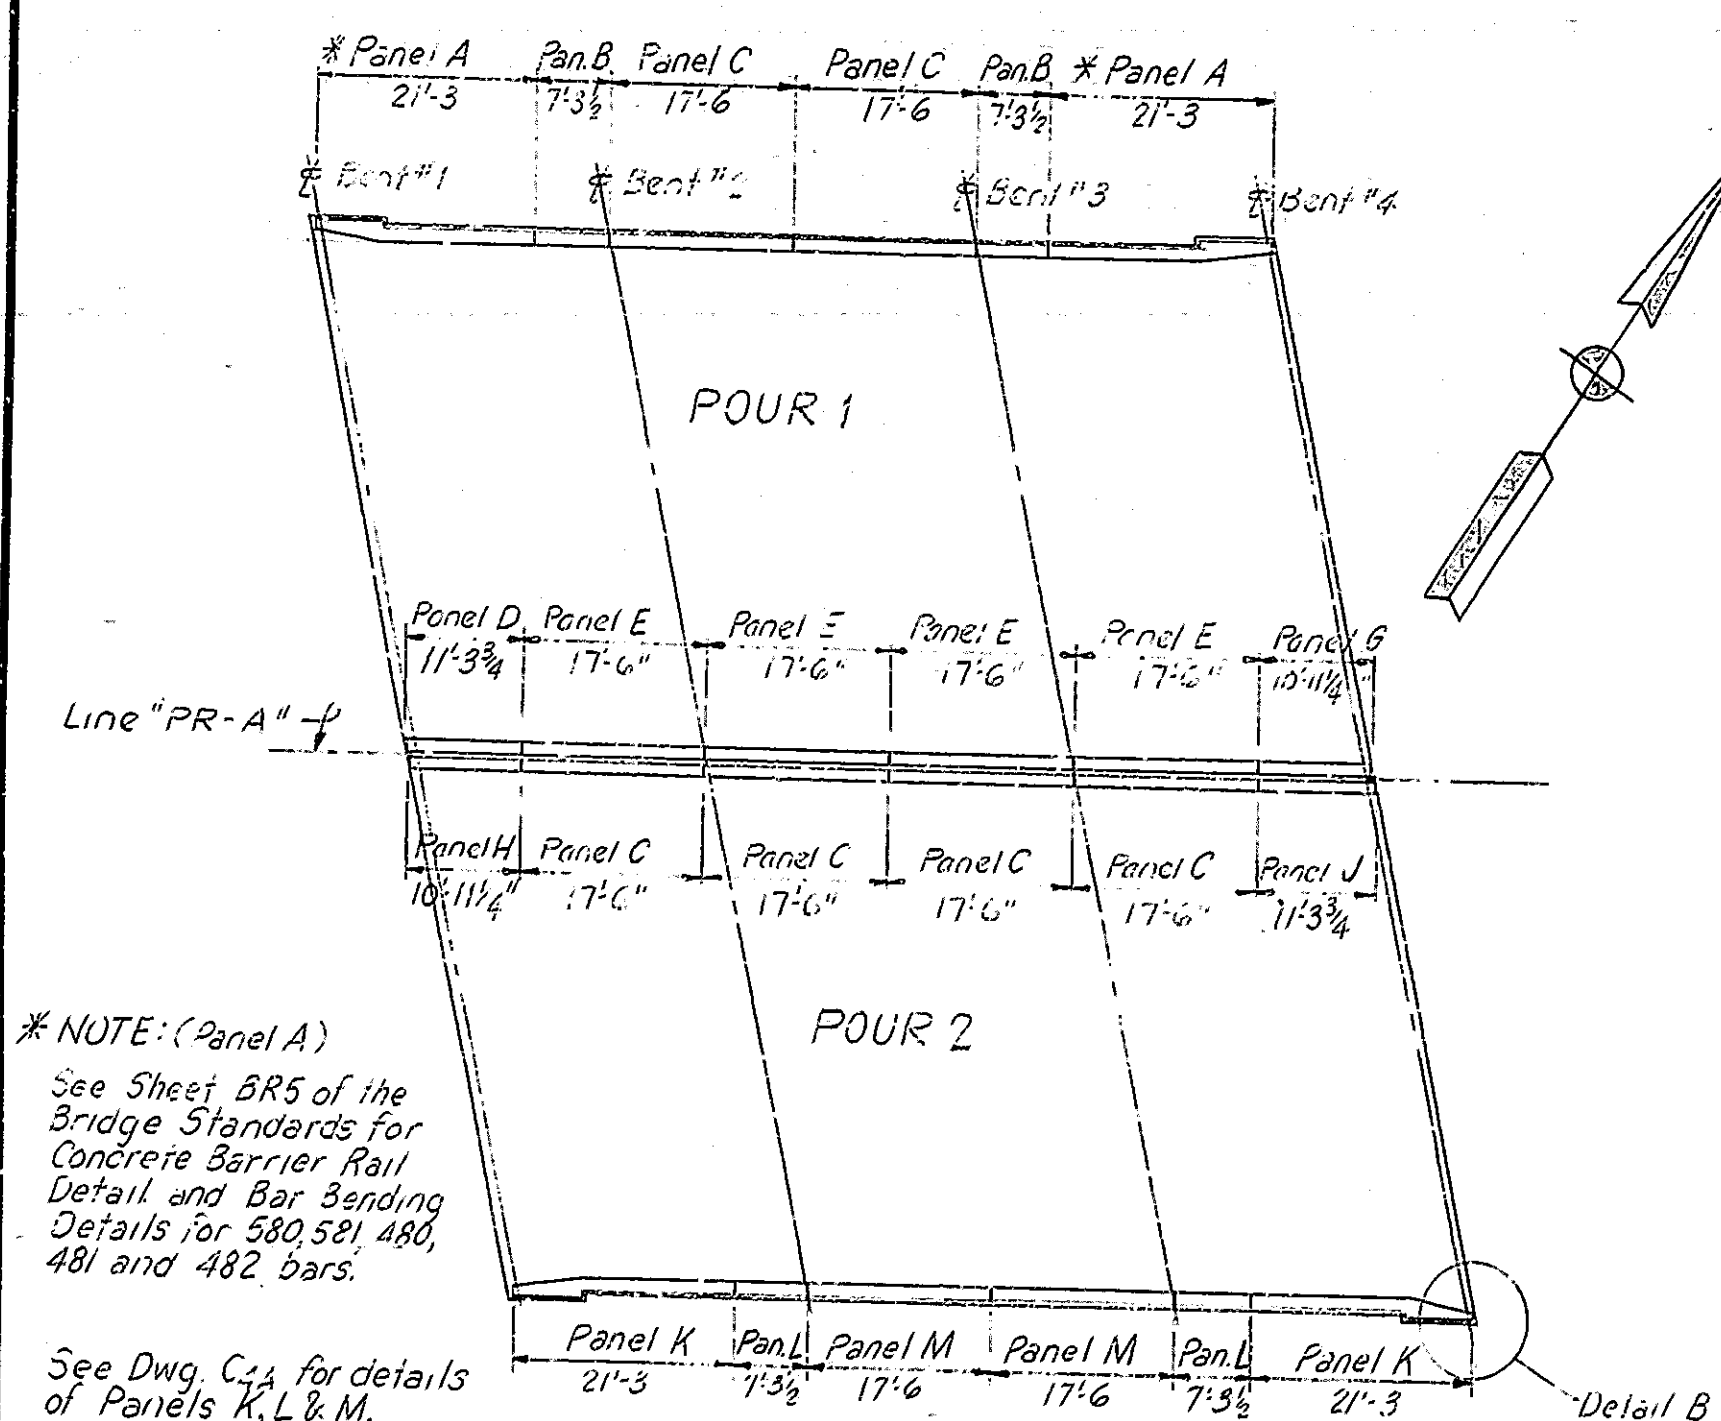 * Panel A Pan.B Panel C Panel C Pan.B * Panel A
21'-3 7'-3½ 17'-6 17'-6 7'-3½ 21'-3
℄ Bent #1 ℄ Bent #2 ℄ Bent #3 ℄ Bent #4
POUR 1
Panel D Panel E Panel E Panel E Panel E Panel G
11'-3¾ 17'-6" 17'-6" 17'-6" 17'-6" 10'-11¼"
Line "PR-A"
Panel H Panel C Panel C Panel C Panel C Panel J
10'-11¼" 17'-6" 17'-6" 17'-6" 17'-6" 11'-3¾
POUR 2
* NOTE: (Panel A)
See Sheet BR5 of the
Bridge Standards for
Concrete Barrier Rail
Detail and Bar Bending
Details for 580, 581, 480,
481 and 482 bars.
Panel K Pan.L Panel M Panel M Pan.L Panel K
21'-3 7'-3½ 17'-6 17'-6 7'-3½ 21'-3
See Dwg. for details
of Panels K, L & M.
Detail B